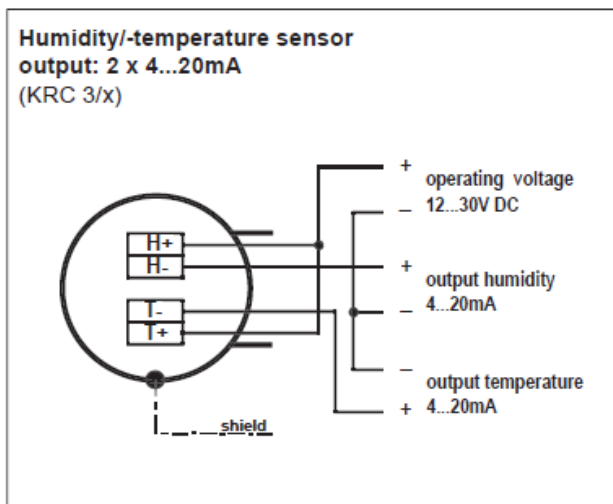 Humidity/-temperature sensor
output: 2 x 4...20mA
(KRC 3/x)
+
operating voltage
– 12...30V DC
H+
H-
+
output humidity
– 4...20mA
T-
T+
–
output temperature
+ 4...20mA
shield